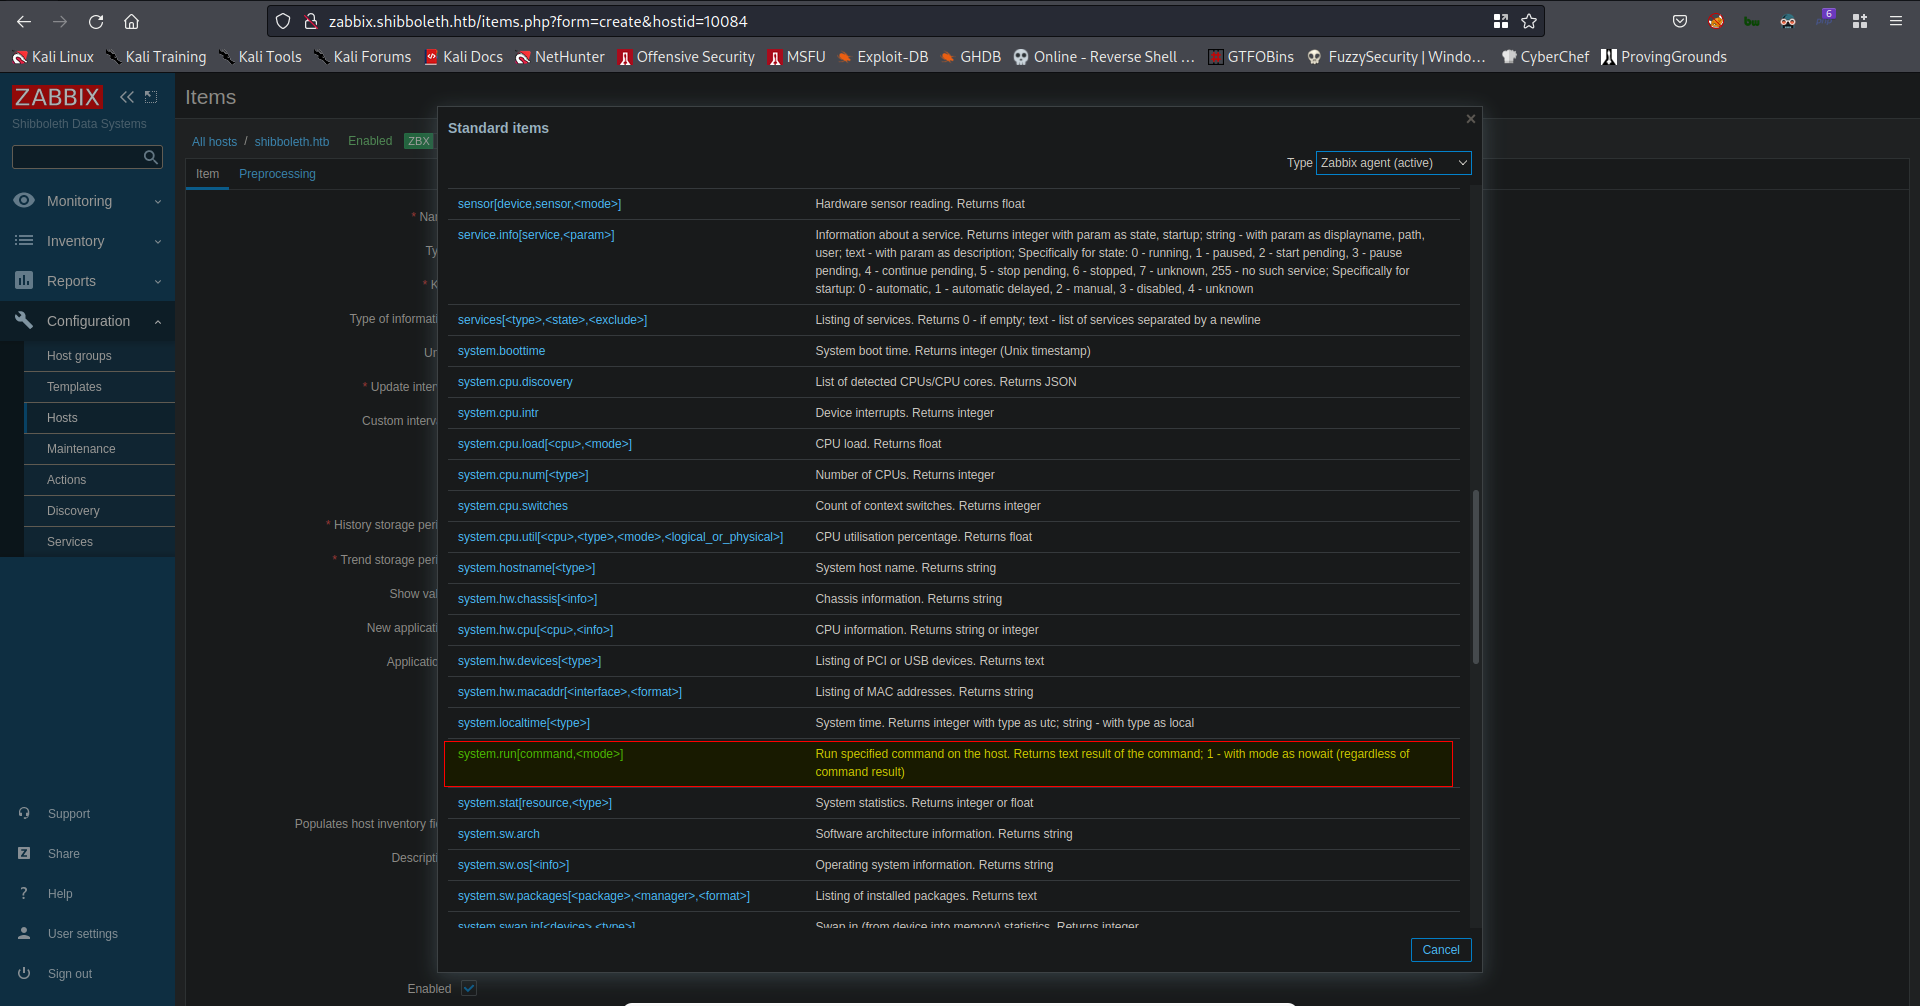 zabbix.shibboleth.htb/items.php?form=create&hostid=10084
6
Kali Linux Kali Training Kali Tools Kali Forums Kali Docs NetHunter Offensive Security MSFU Exploit-DB GHDB Online - Reverse Shell ... GTFOBins FuzzySecurity | Windo... CyberChef ProvingGrounds
ZABBIX
Shibboleth Data Systems
Monitoring
Inventory
Reports
Configuration
Host groups
Templates
Hosts
Maintenance
Actions
Discovery
Services
Support
Share
Help
User settings
Sign out
Items
All hosts / shibboleth.htb Enabled ZBX
Item Preprocessing
* Nar
Ty
* K
Type of informati
Un
* Update inter
Custom interva
* History storage peri
* Trend storage peri
Show val
New applicati
Applicatio
Populates host inventory fie
Descripti
Enabled
Standard items
Type Zabbix agent (active)
sensor[device,sensor,<mode>] Hardware sensor reading. Returns float
service.info[service,<param>] Information about a service. Returns integer with param as state, startup; string - with param as displayname, path,
user; text - with param as description; Specifically for state: 0 - running, 1 - paused, 2 - start pending, 3 - pause
pending, 4 - continue pending, 5 - stop pending, 6 - stopped, 7 - unknown, 255 - no such service; Specifically for
startup: 0 - automatic, 1 - automatic delayed, 2 - manual, 3 - disabled, 4 - unknown
services[<type>,<state>,<exclude>] Listing of services. Returns 0 - if empty; text - list of services separated by a newline
system.boottime System boot time. Returns integer (Unix timestamp)
system.cpu.discovery List of detected CPUs/CPU cores. Returns JSON
system.cpu.intr Device interrupts. Returns integer
system.cpu.load[<cpu>,<mode>] CPU load. Returns float
system.cpu.num[<type>] Number of CPUs. Returns integer
system.cpu.switches Count of context switches. Returns integer
system.cpu.util[<cpu>,<type>,<mode>,<logical_or_physical>] CPU utilisation percentage. Returns float
system.hostname[<type>] System host name. Returns string
system.hw.chassis[<info>] Chassis information. Returns string
system.hw.cpu[<cpu>,<info>] CPU information. Returns string or integer
system.hw.devices[<type>] Listing of PCI or USB devices. Returns text
system.hw.macaddr[<interface>,<format>] Listing of MAC addresses. Returns string
system.localtime[<type>] System time. Returns integer with type as utc; string - with type as local
system.run[command,<mode>] Run specified command on the host. Returns text result of the command; 1 - with mode as nowait (regardless of
command result)
system.stat[resource,<type>] System statistics. Returns integer or float
system.sw.arch Software architecture information. Returns string
system.sw.os[<info>] Operating system information. Returns string
system.sw.packages[<package>,<manager>,<format>] Listing of installed packages. Returns text
system.swap.in[<device>,<type>] Swap in (from device into memory) statistics. Returns integer
Cancel